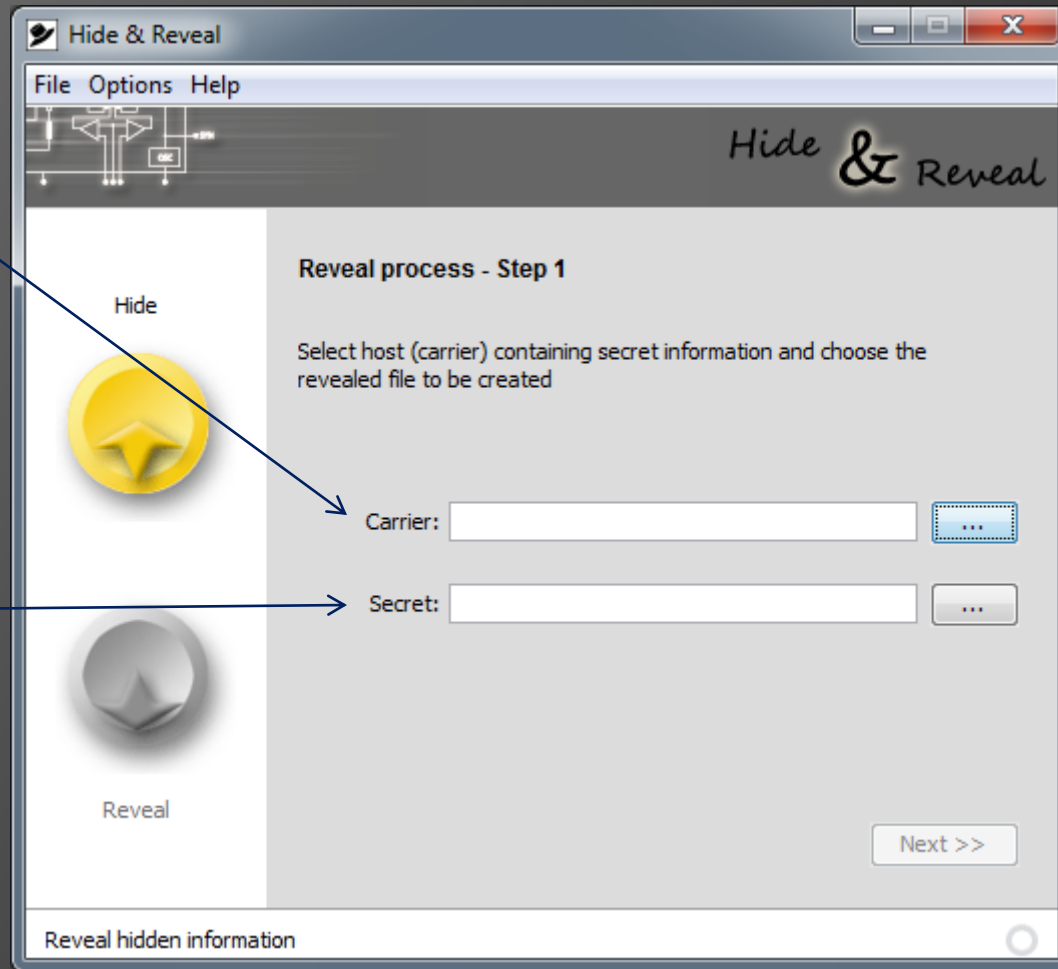 Hide & Reveal
File Options Help
Hide & Reveal
Reveal process - Step 1
Hide
Select host (carrier) containing secret information and choose the
revealed file to be created
Carrier:
...
Secret:
...
Reveal
Next >>
Reveal hidden information